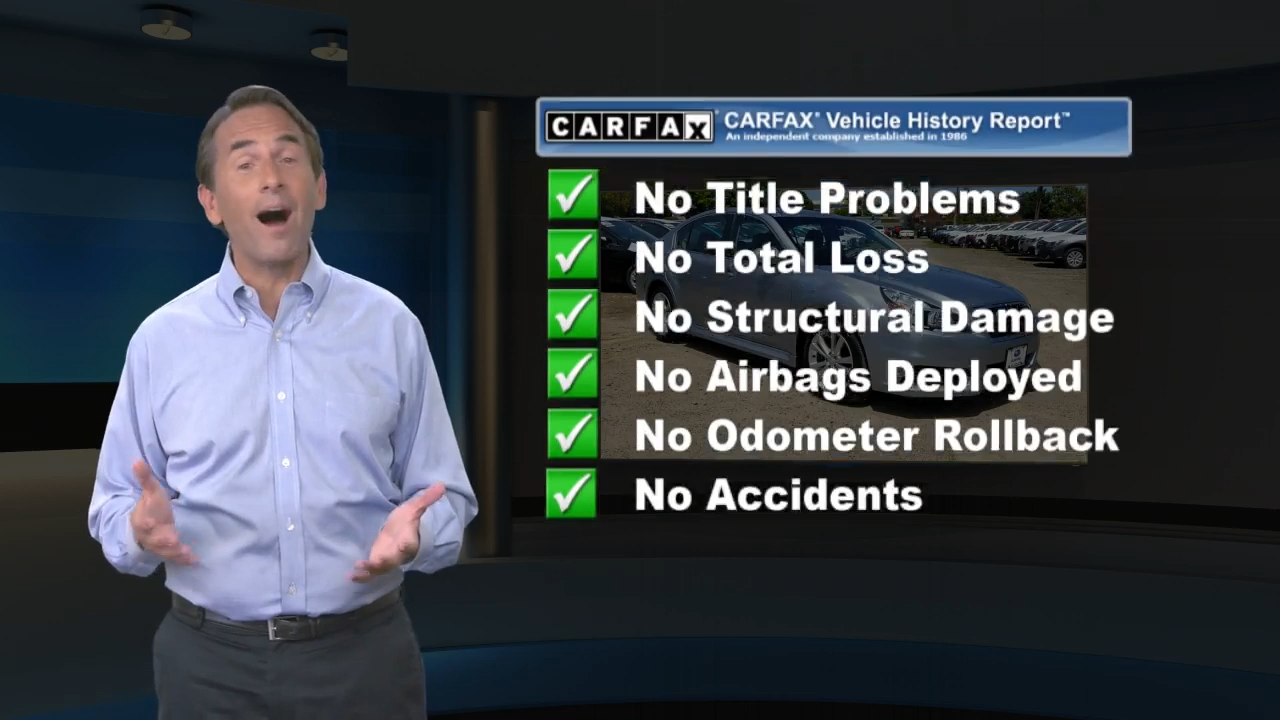 CARFAX
CARFAX® Vehicle History Report™
An independent company established in 1986
No Title Problems
No Total Loss
No Structural Damage
No Airbags Deployed
No Odometer Rollback
No Accidents